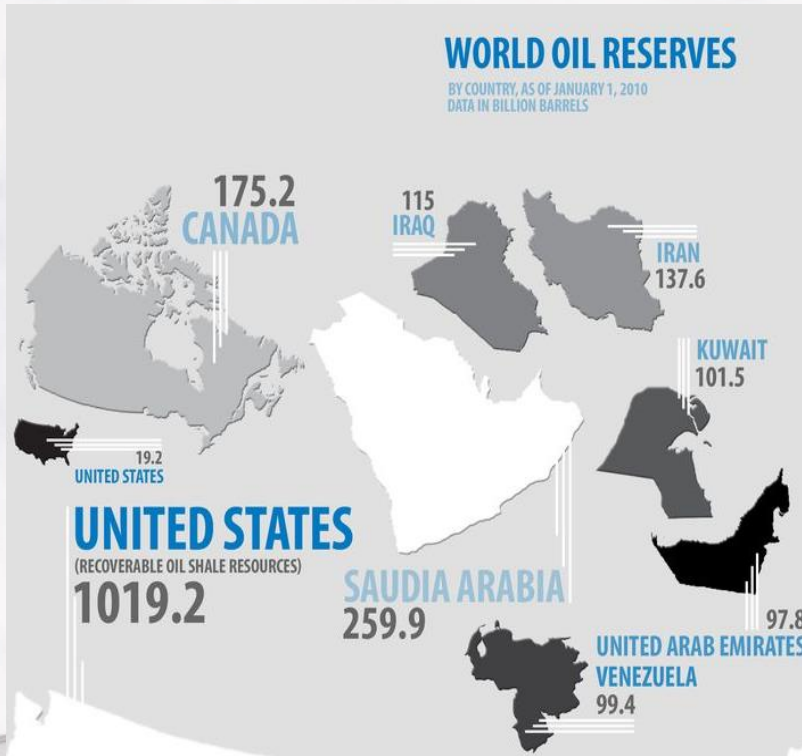 WORLD OIL RESERVES
BY COUNTRY, AS OF JANUARY 1, 2010
DATA IN BILLION BARRELS
175.2
CANADA
115
IRAQ
IRAN
137.6
KUWAIT
101.5
19.2
UNITED STATES
UNITED STATES
(RECOVERABLE OIL SHALE RESOURCES)
1019.2
SAUDIA ARABIA
259.9
97.8
UNITED ARAB EMIRATES
VENEZUELA
99.4